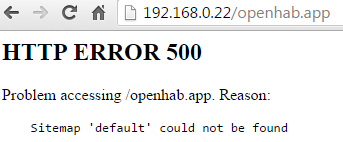 192.168.0.22/openhab.app
HTTP ERROR 500
Problem accessing /openhab.app. Reason:
Sitemap 'default' could not be found